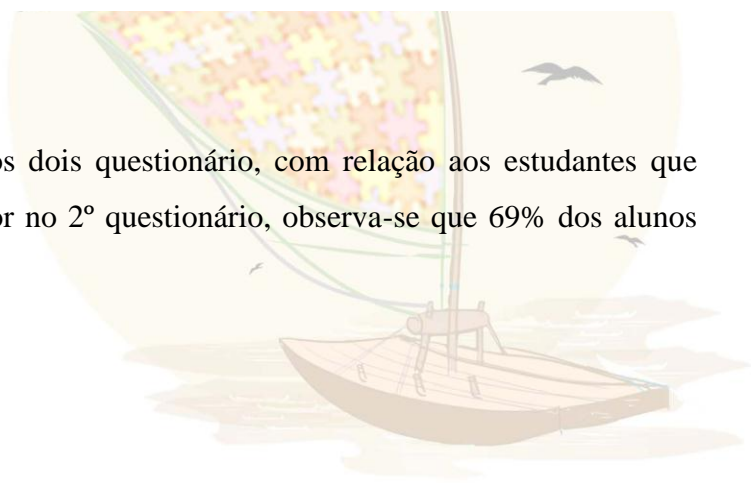 os dois questionário, com relação aos estudantes que
or no 2º questionário, observa-se que 69% dos alunos